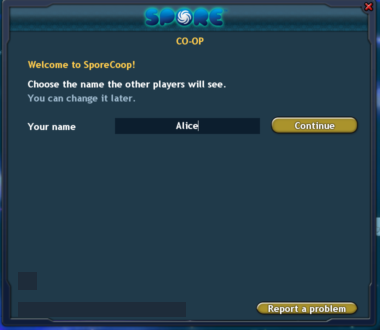 SPORE
CO-OP
Welcome to SporeCoop!
Choose the name the other players will see.
You can change it later.
Your name
Alice
Continue
Report a problem